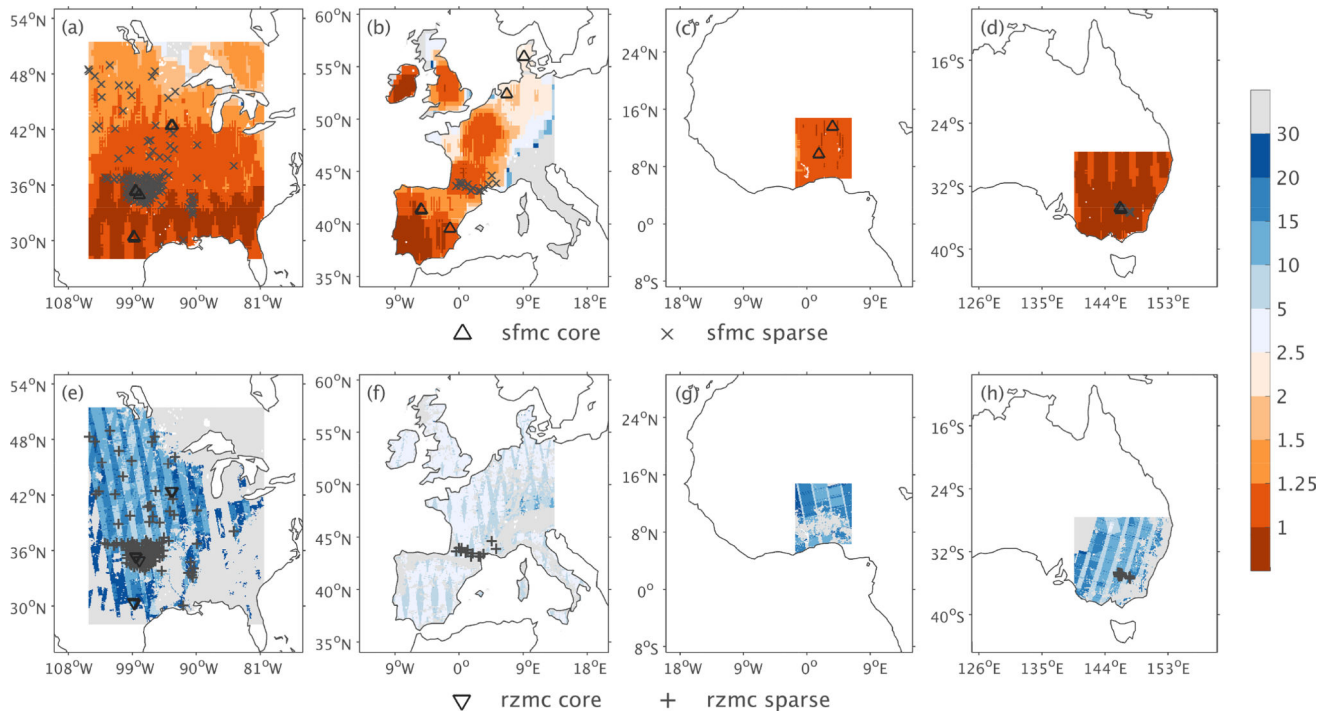 (a) (b) (c) (d)
54°N 60°N
48°N 55°N 24°N 16°S
42°N 50°N 16°N 24°S
36°N 45°N 8°N 32°S
30°N 40°N 0°N 40°S
35°N 8°S
108°W 99°W 90°W 81°W 9°W 0°E 9°E 18°E 18°W 9°W 0°E 9°E 126°E 135°E 144°E 153°E
△ sfmc core × sfmc sparse
30
20
15
10
5
2.5
2
1.5
1.25
1
(e) (f) (g) (h)
54°N 60°N
48°N 55°N 24°N 16°S
42°N 50°N 16°N 24°S
36°N 45°N 8°N 32°S
30°N 40°N 0°N 40°S
35°N 8°S
108°W 99°W 90°W 81°W 9°W 0°E 9°E 18°E 18°W 9°W 0°E 9°E 126°E 135°E 144°E 153°E
▽ rzmc core + rzmc sparse